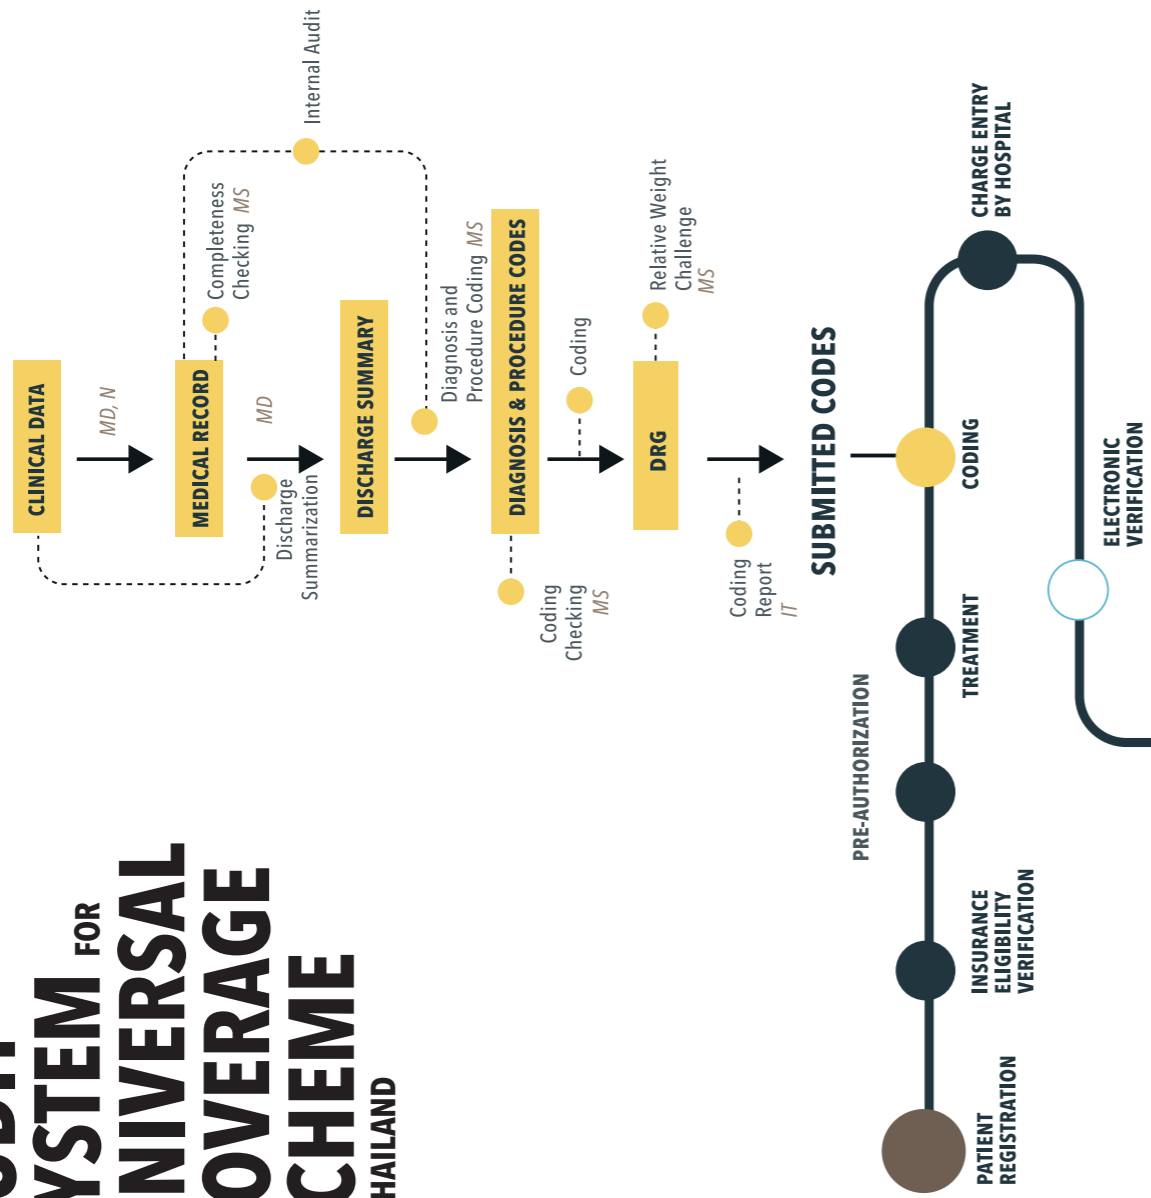 YSTEM FOR
NIVERSAL
OVERAGE
CHEME
HAILAND
CLINICAL DATA
MD, N
MEDICAL RECORD
Completeness
Checking MS
Internal Audit
MD
Discharge
Summarization
DISCHARGE SUMMARY
Diagnosis and
Procedure Coding MS
DIAGNOSIS & PROCEDURE CODES
Coding
Checking
MS
Coding
DRG
Relative Weight
Challenge
MS
Coding
Report
IT
SUBMITTED CODES
PATIENT
REGISTRATION
INSURANCE
ELIGIBILITY
VERIFICATION
PRE-AUTHORIZATION
TREATMENT
CODING
CHARGE ENTRY
BY HOSPITAL
ELECTRONIC
VERIFICATION